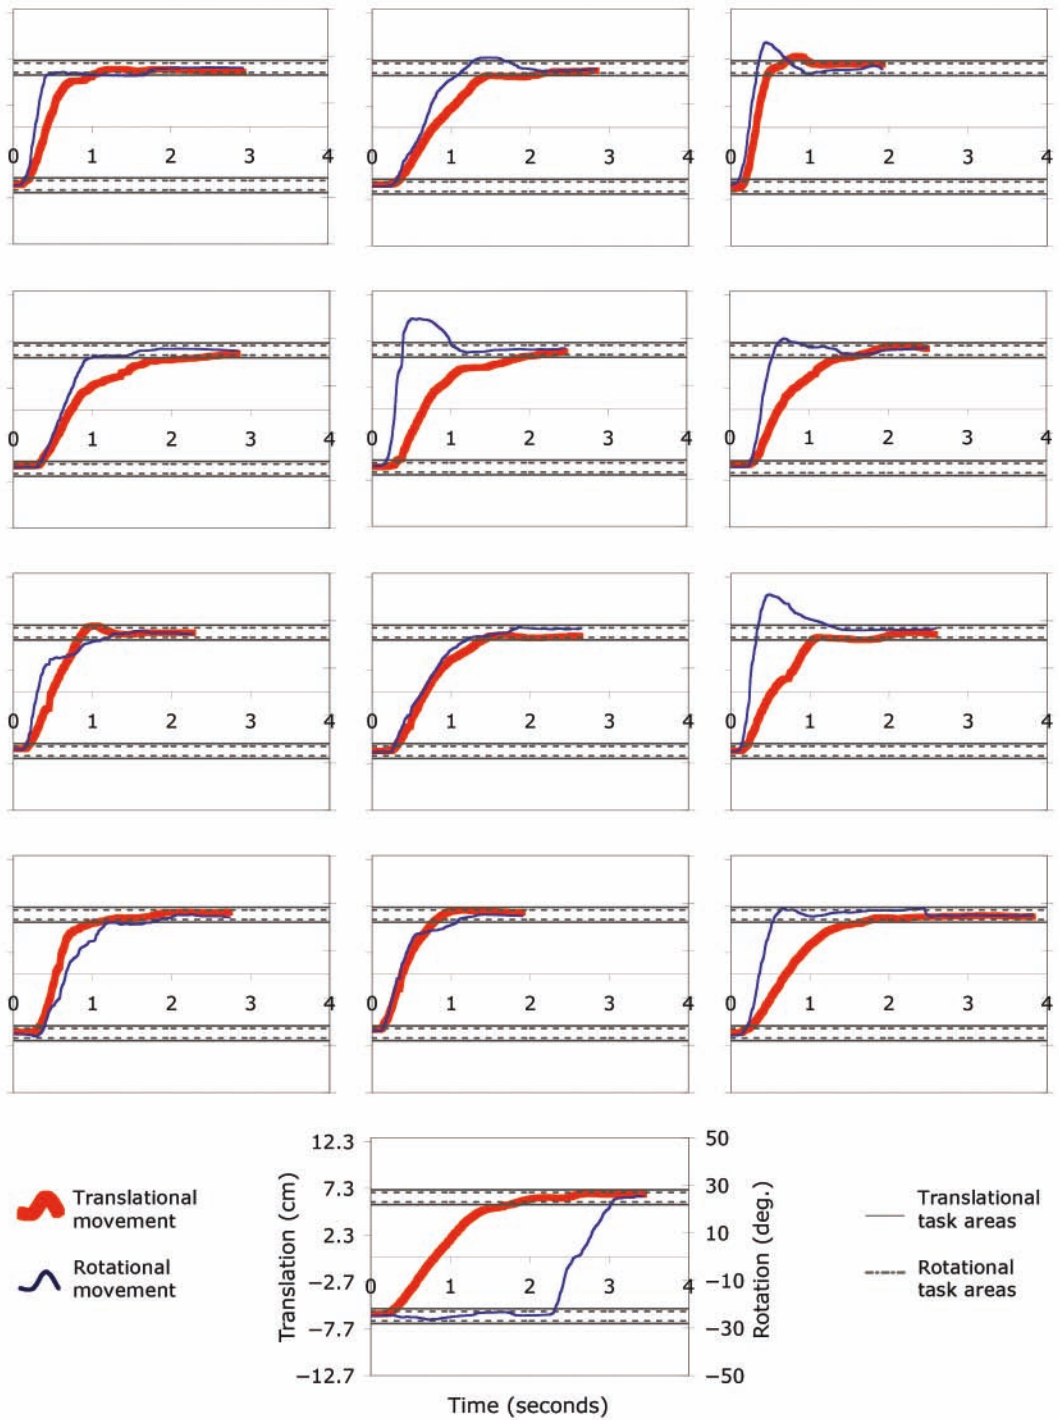 0 1 2 3 4 0 1 2 3 4 0 1 2 3 4
0 1 2 3 4 0 1 2 3 4 0 1 2 3 4
0 1 2 3 4 0 1 2 3 4 0 1 2 3 4
0 1 2 3 4 0 1 2 3 4 0 1 2 3 4
Translational
movement
Rotational
movement
Translation (cm)
12.3
7.3
2.3
−2.7
−7.7
−12.7
0 1 2 3 4
Time (seconds)
50
30
10
−10
−30
−50
Rotation (deg.)
Translational
task areas
Rotational
task areas